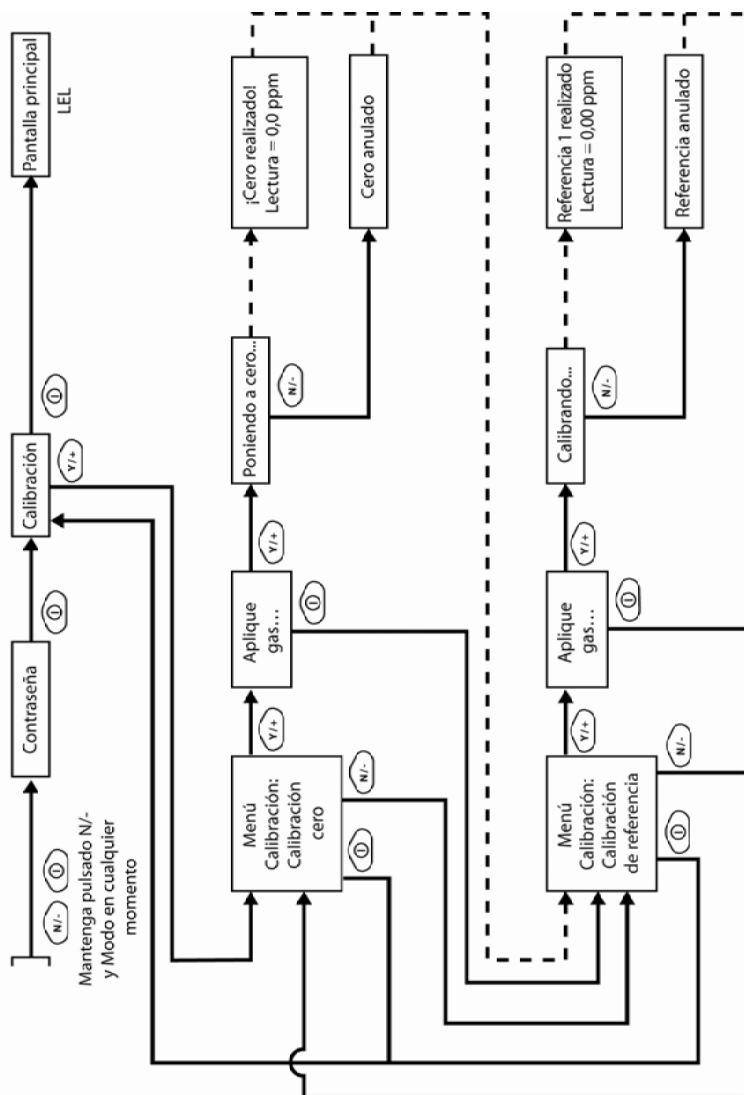 N/-
Mantenga pulsado N/-
y Modo en cualquier
momento
Contraseña
Calibración
Y/+
Pantalla principal
LEL
Menú
Calibración:
Calibración
cero
N/-
Y/+
Aplique
gas...
Y/+
Poniendo a cero...
N/-
¡Cero realizado!
Lectura = 0,0 ppm
Cero anulado
Menú
Calibración:
Calibración
de referencia
N/-
Y/+
Aplique
gas...
Y/+
Calibrando...
N/-
Referencia 1 realizado
Lectura = 0,00 ppm
Referencia anulado